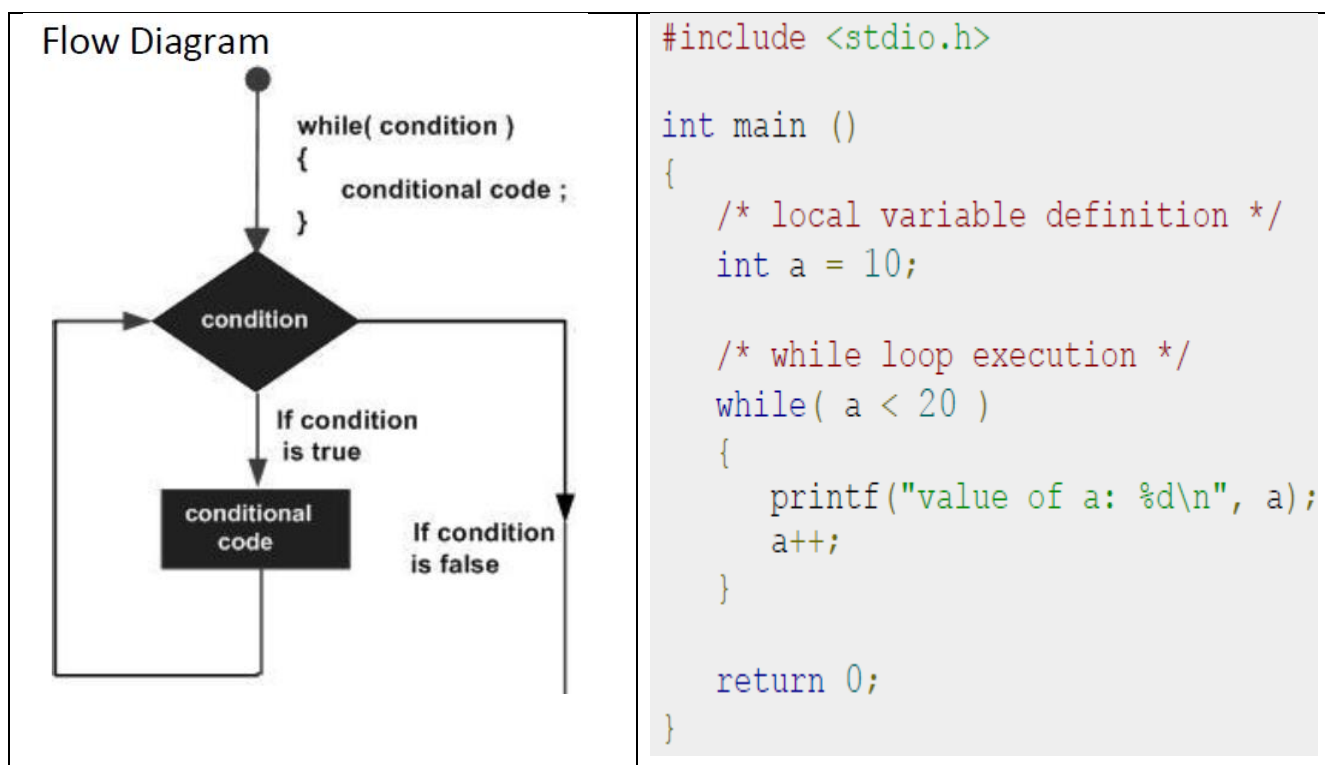 Flow Diagram
while( condition )
{
conditional code ;
}
condition
If condition
is true
conditional
code
If condition
is false
#include <stdio.h>
int main ()
{
/* local variable definition */
int a = 10;
/* while loop execution */
while( a < 20 )
{
printf("value of a: %d\n", a);
a++;
}
return 0;
}